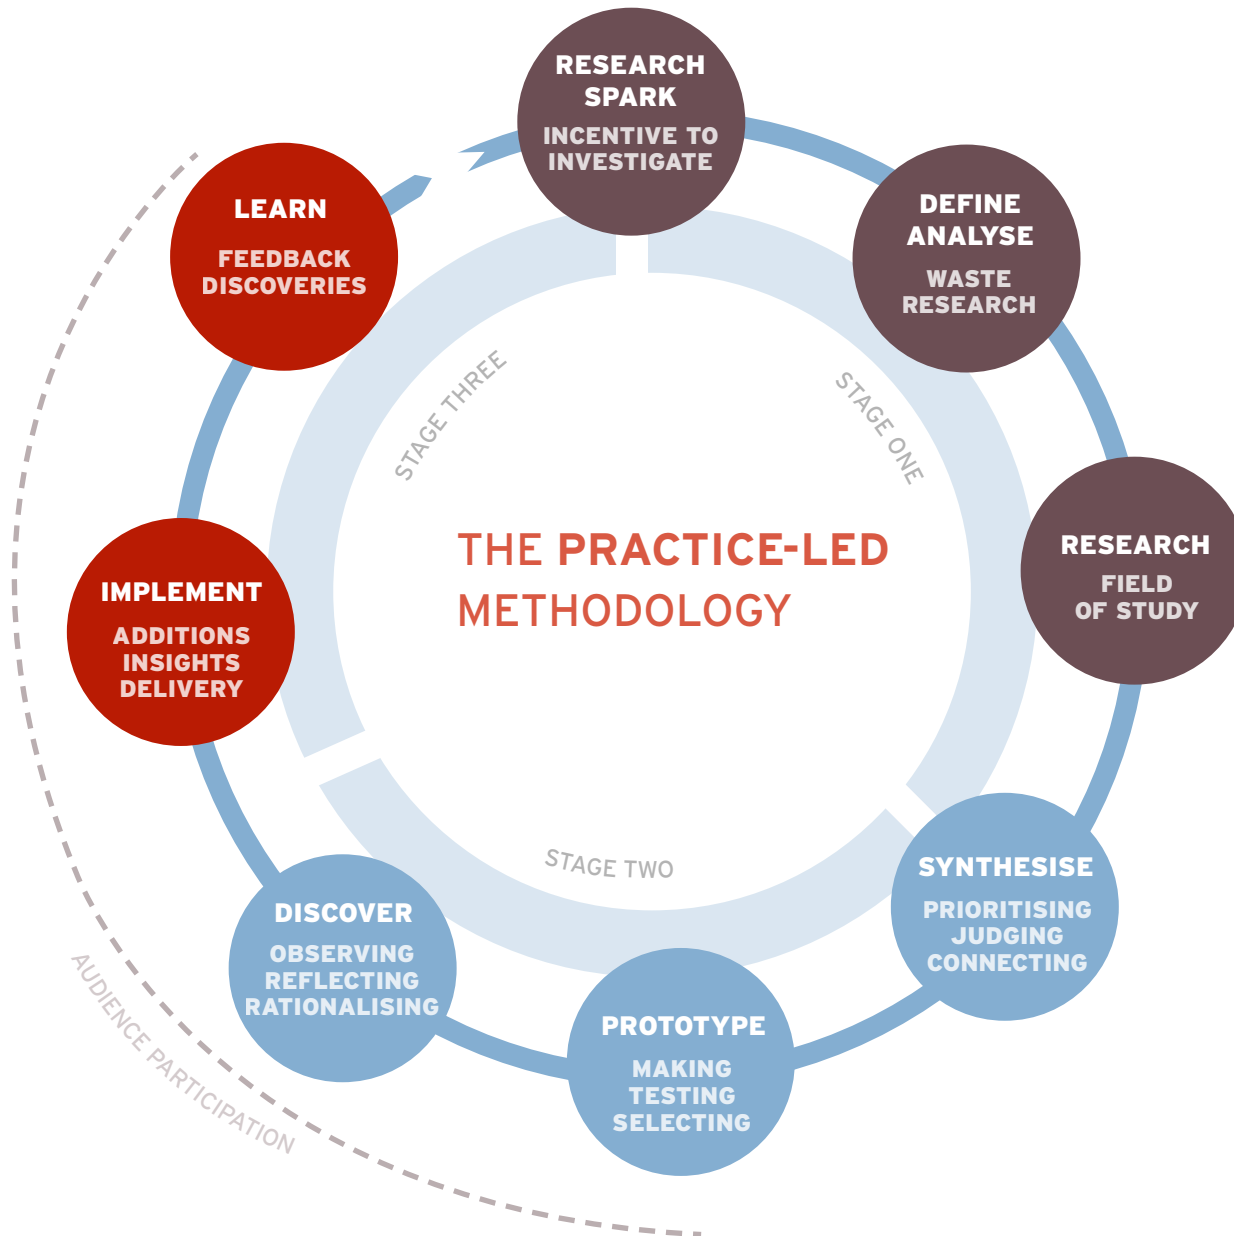 RESEARCH
SPARK
INCENTIVE TO
INVESTIGATE
DEFINE
ANALYSE
WASTE
RESEARCH
RESEARCH
FIELD
OF STUDY
SYNTHESISE
PRIORITISING
JUDGING
CONNECTING
PROTOTYPE
MAKING
TESTING
SELECTING
DISCOVER
OBSERVING
REFLECTING
RATIONALISING
IMPLEMENT
ADDITIONS
INSIGHTS
DELIVERY
LEARN
FEEDBACK
DISCOVERIES
STAGE ONE
STAGE TWO
STAGE THREE
THE PRACTICE-LED
METHODOLOGY
AUDIENCE PARTICIPATION